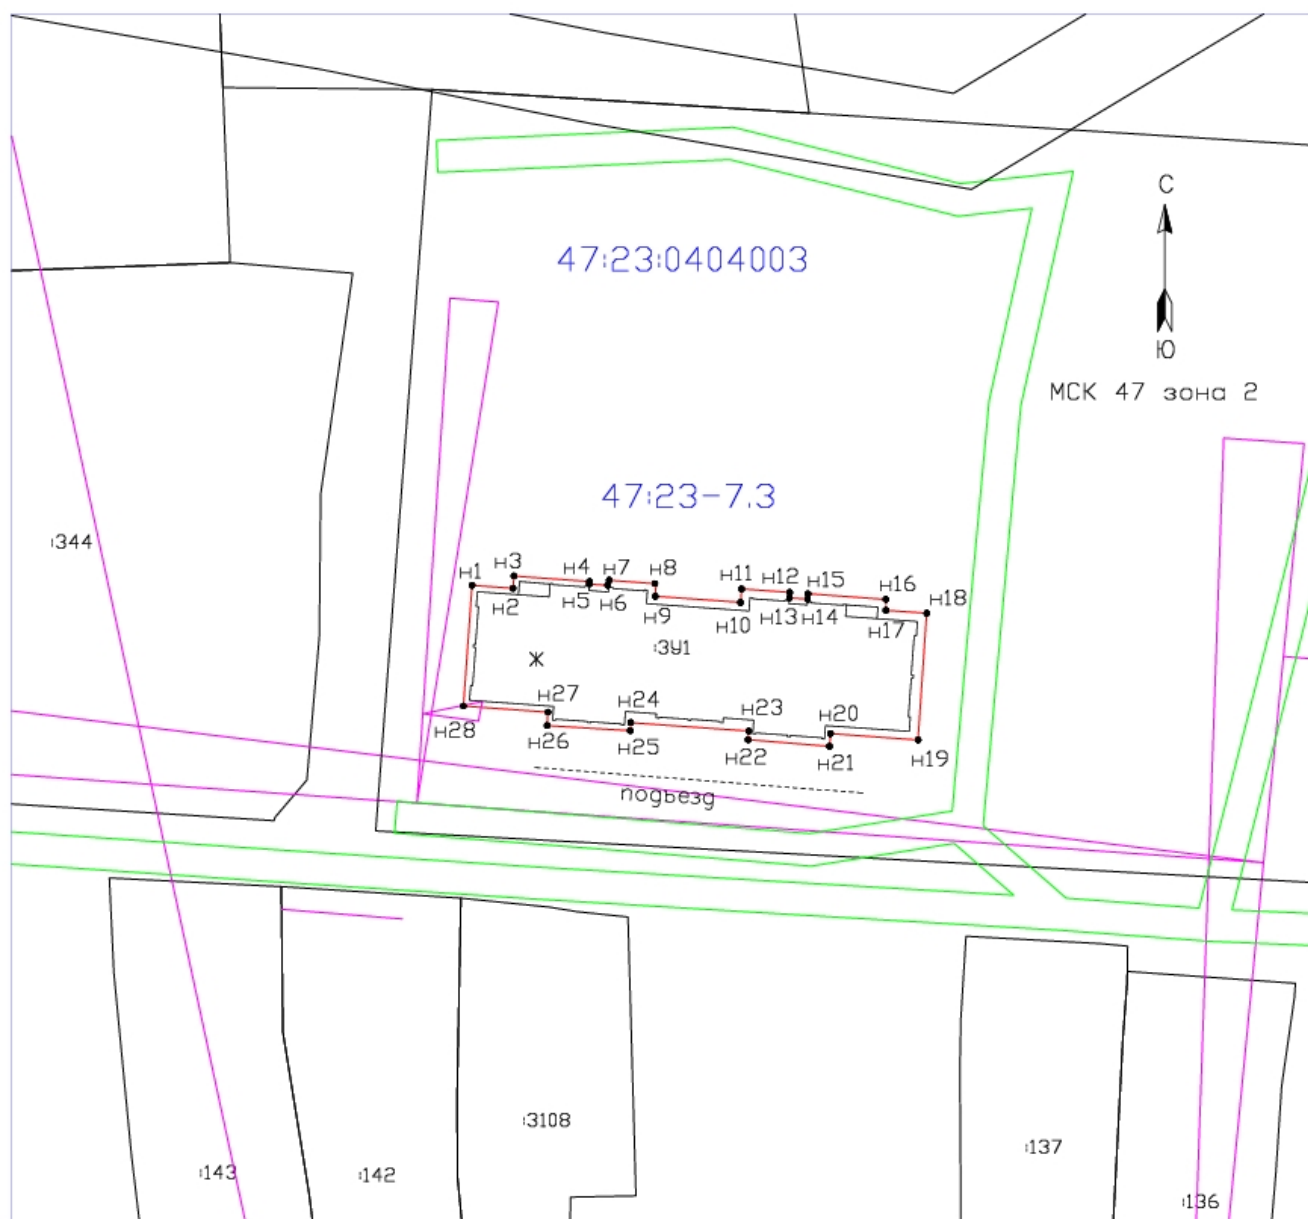 С
47:23:0404003
Ю
МСК 47 зона 2
47:23-7.3
:344
Н1
Н3
Н4
Н7
Н8
Н11
Н12
Н15
Н16
Н18
Н2
Н5
Н6
Н9
Н10
Н13
Н14
Н17
:ЗУ1
Ж
Н27
Н24
Н23
Н20
Н28
Н26
Н25
Н22
Н21
Н19
подьезд
:3108
:137
:143
:142
:136